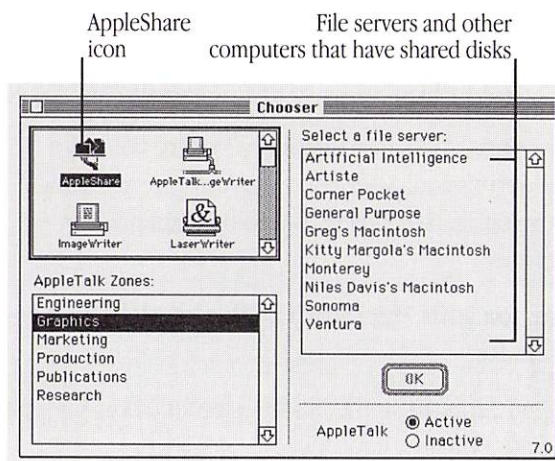 AppleShare
icon
File servers and other
computers that have shared disks
Chooser
AppleShare
AppleTalk...geWriter
ImageWriter
LaserWriter
AppleTalk Zones:
Engineering
Graphics
Marketing
Production
Publications
Research
Select a file server:
Artificial Intelligence
Artiste
Corner Pocket
General Purpose
Greg's Macintosh
Kitty Margola's Macintosh
Monterey
Niles Davis's Macintosh
Sonoma
Ventura
OK
AppleTalk
Active
Inactive
7.0